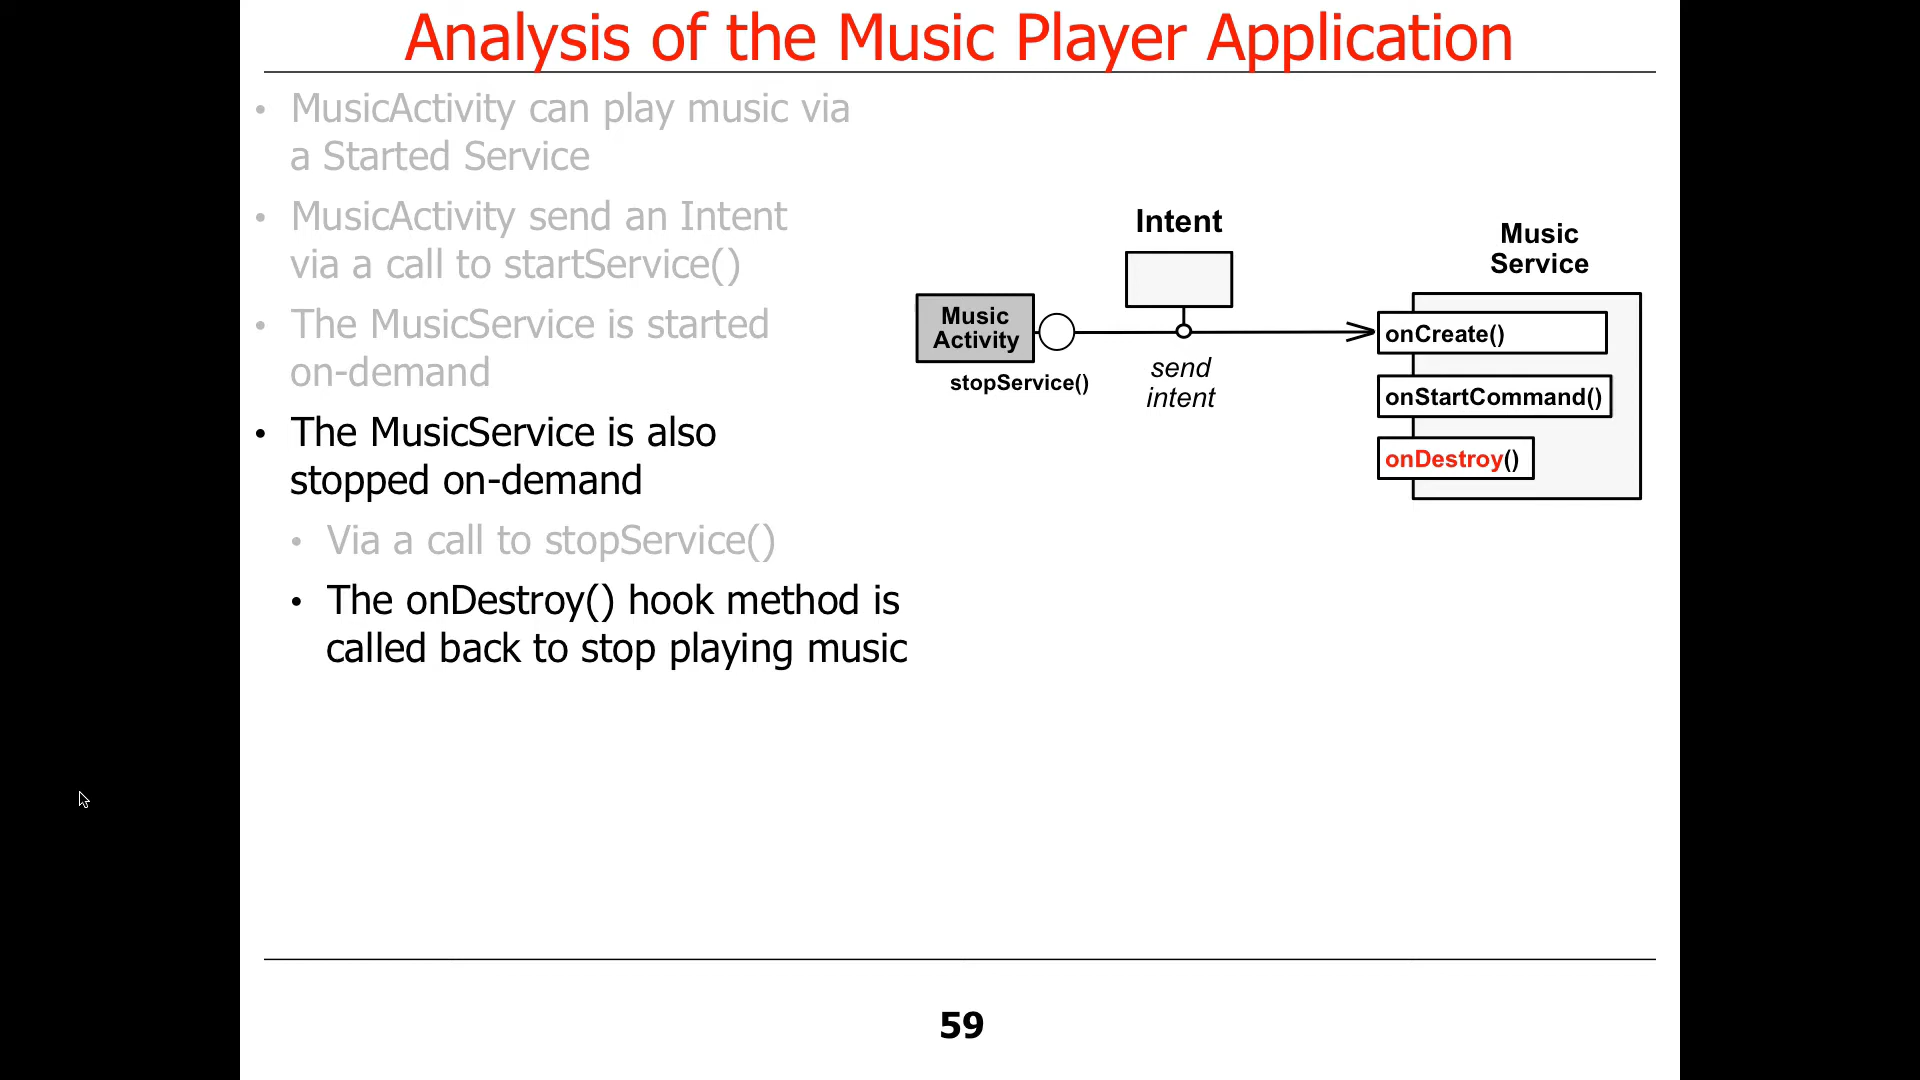 Analysis of the Music Player Application
• MusicActivity can play music via
a Started Service
• MusicActivity send an Intent
via a call to startService()
• The MusicService is started
on-demand
• The MusicService is also
stopped on-demand
• Via a call to stopService()
• The onDestroy() hook method is
called back to stop playing music
Intent
Music
Service
Music
Activity
stopService()
send
intent
onCreate()
onStartCommand()
onDestroy()
59